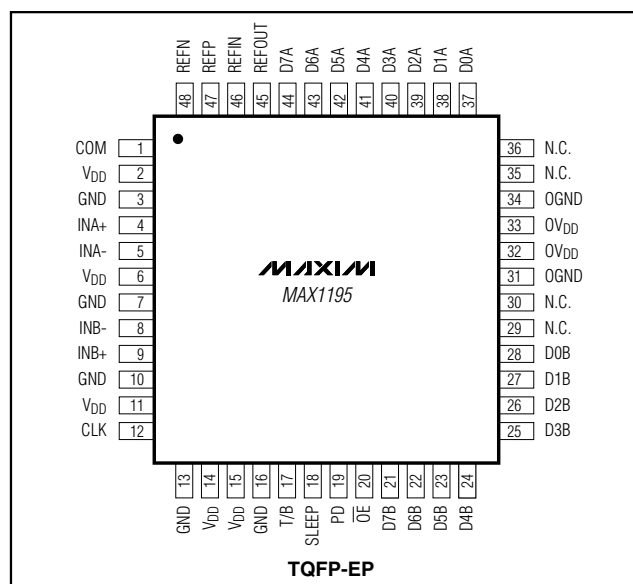 REFN REFP REFIN REFOUT D7A D6A D5A D4A D3A D2A D1A D0A
48 47 46 45 44 43 42 41 40 39 38 37
COM 1 36 N.C.
VDD 2 35 N.C.
GND 3 34 OGND
INA+ 4 33 OVDD
INA- 5 32 OVDD
VDD 6 31 OGND
GND 7 30 N.C.
INB- 8 29 N.C.
INB+ 9 28 D0B
GND 10 27 D1B
VDD 11 26 D2B
CLK 12 25 D3B
MAXIM
MAX1195
13 14 15 16 17 18 19 20 21 22 23 24
GND VDD VDD GND T/B SLEEP PD O̅E̅ D7B D6B D5B D4B
TQFP-EP